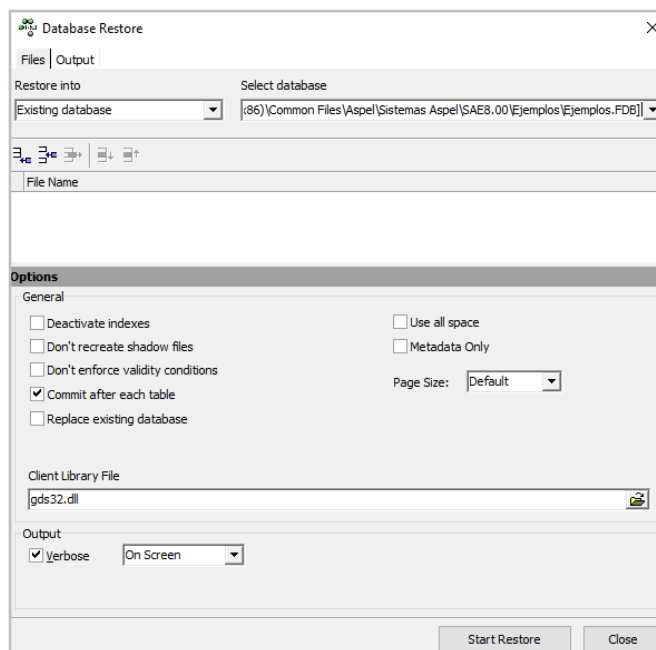 Database Restore
Files Output
Restore into Select database
Existing database (x86)\Common Files\Aspel\Sistemas Aspel\SAE8.00\Ejemplos\Ejemplos.FDB]
File Name
Options
General
Deactivate indexes Use all space
Don't recreate shadow files Metadata Only
Don't enforce validity conditions Page Size: Default
Commit after each table
Replace existing database
Client Library File
gds32.dll
Output
Verbose On Screen
Start Restore Close